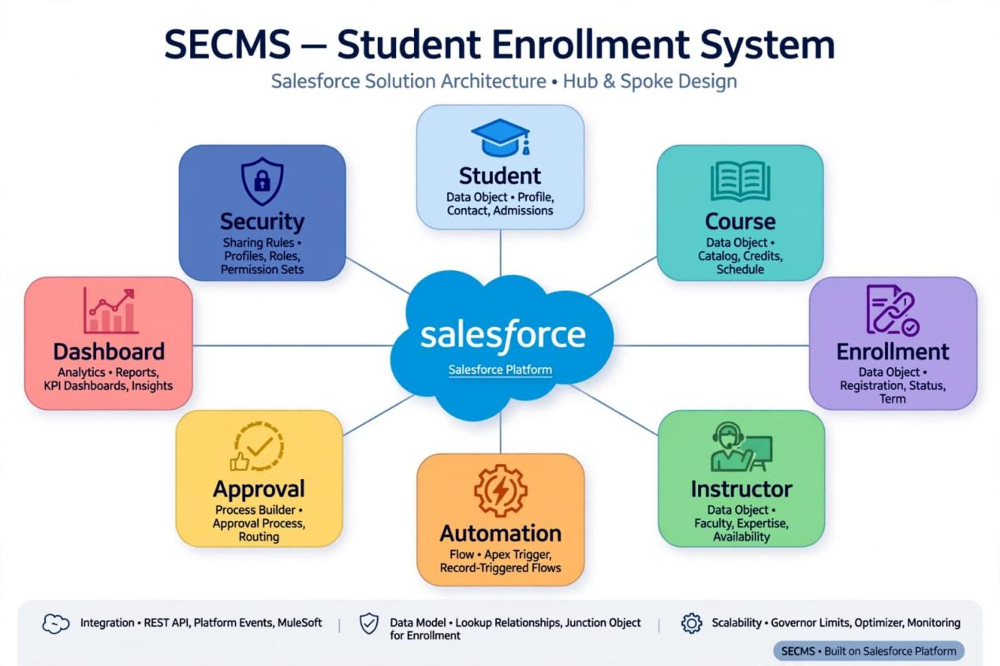 SECMS – Student Enrollment System
Salesforce Solution Architecture • Hub & Spoke Design
Student
Data Object • Profile,
Contact, Admissions
Security
Sharing Rules •
Profiles, Roles,
Permission Sets
Course
Data Object •
Catalog, Credits,
Schedule
Dashboard
Analytics • Reports,
KPI Dashboards, Insights
salesforce
Salesforce Platform
Enrollment
Data Object •
Registration, Status,
Term
Approval
Process Builder •
Approval Process,
Routing
Automation
Flow • Apex Trigger,
Record-Triggered Flows
Instructor
Data Object •
Faculty, Expertise,
Availability
Integration • REST API, Platform Events, MuleSoft
Data Model • Lookup Relationships, Junction Object
for Enrollment
Scalability • Governor Limits, Optimizer, Monitoring
SECMS • Built on Salesforce Platform